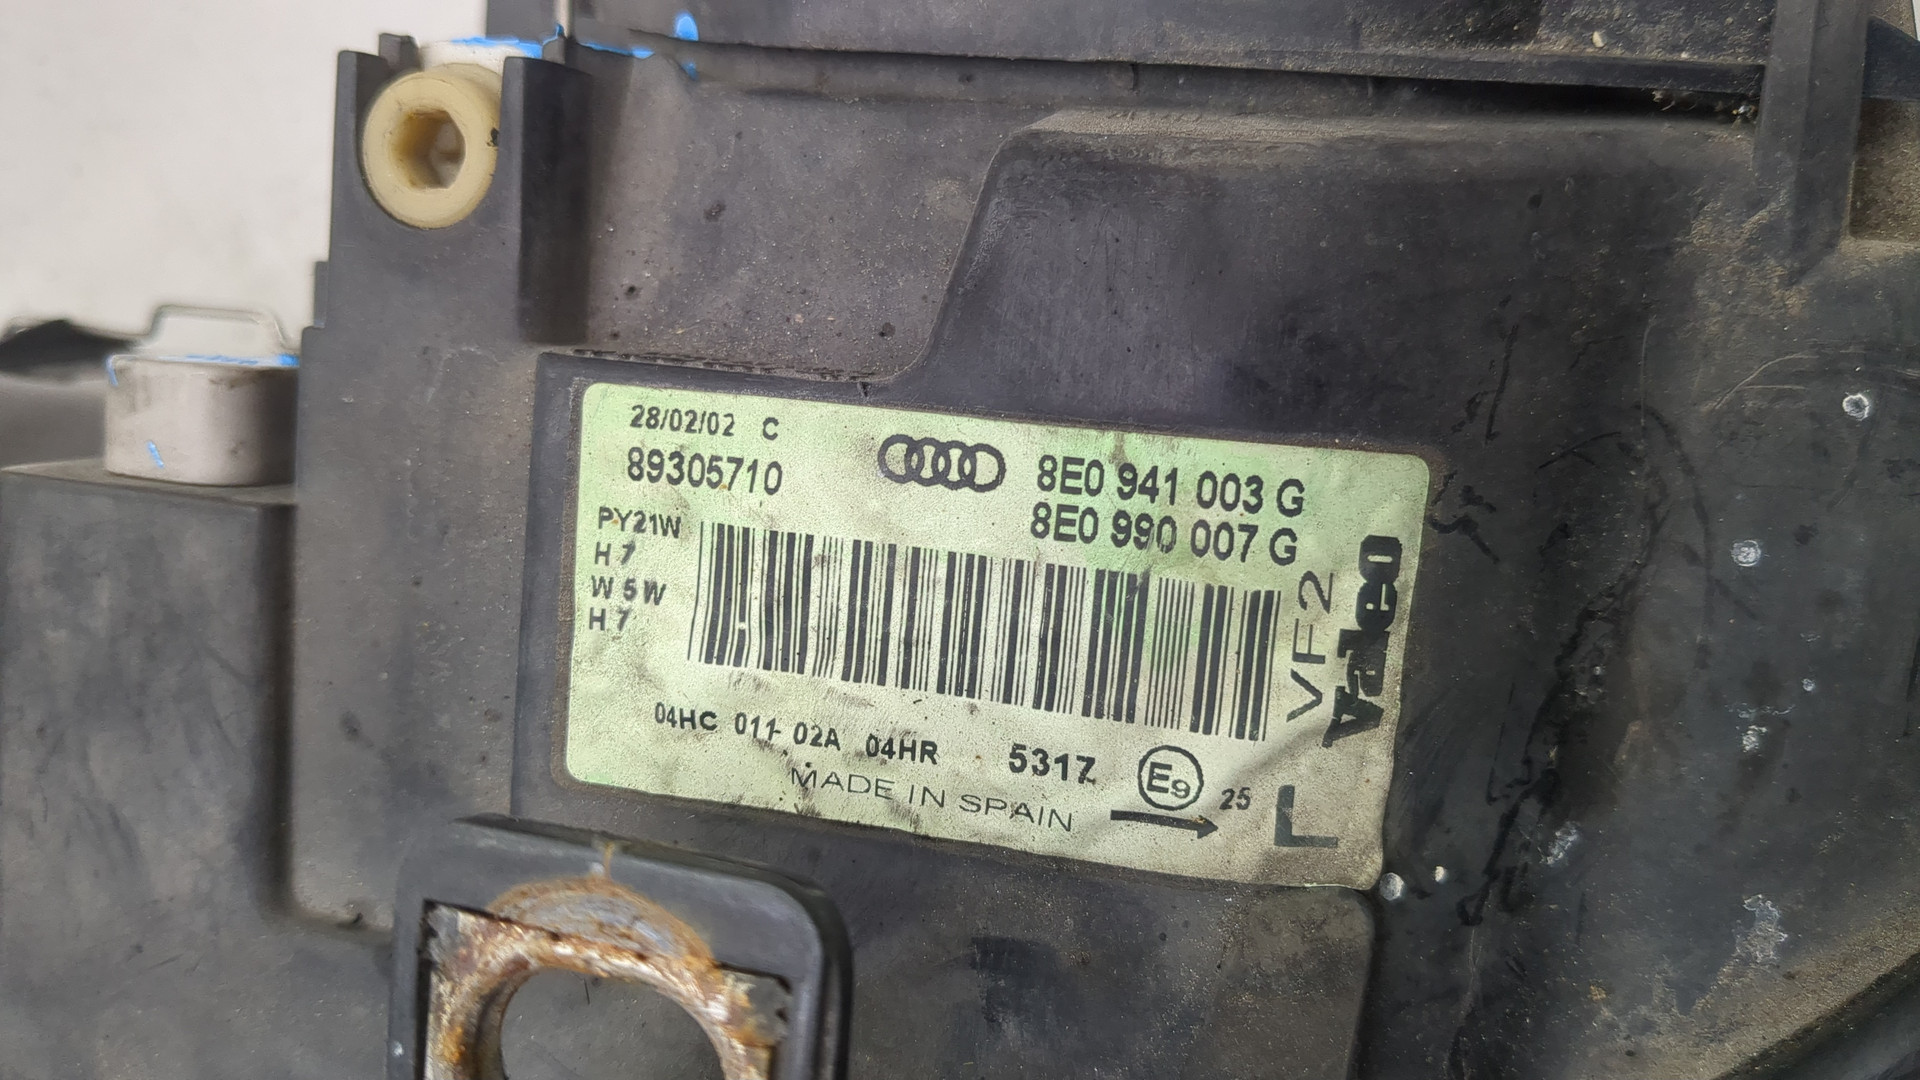 28/02/02 C
89305710
8E0 941 003 G
8E0 990 007 G
PY21W
H7
W5W
H7
VF2
Valeo
04HC 011- 02A 04HR 5317 E9 25
MADE IN SPAIN
L